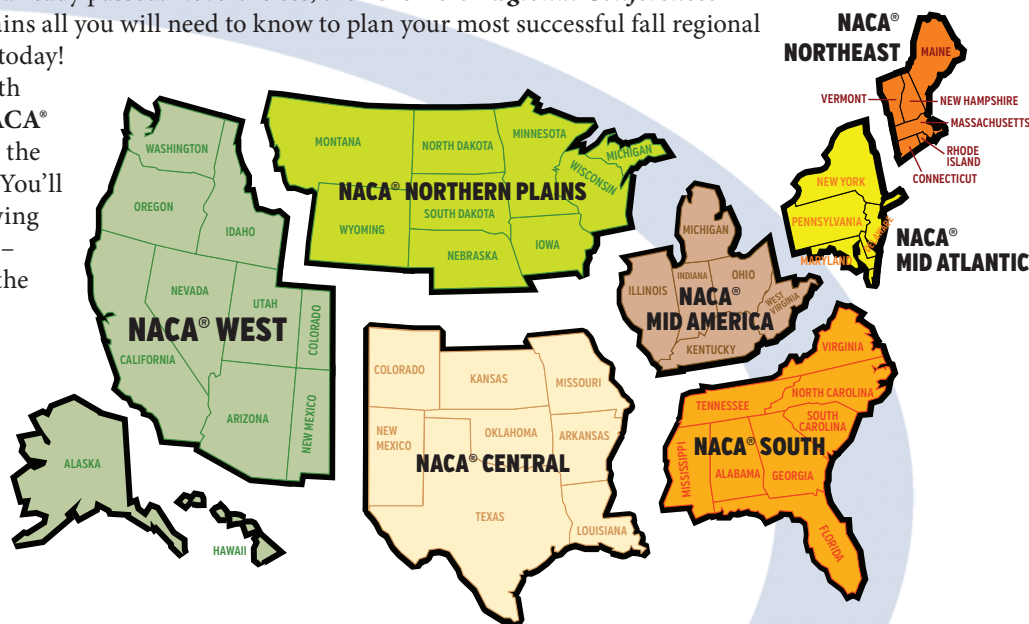 ains all you will need to know to plan your most successful fall regional
today!
th
ACA®
the
You'll
ving
–
the
NACA®
NORTHEAST
MAINE
VERMONT
NEW HAMPSHIRE
MASSACHUSETTS
RHODE
ISLAND
CONNECTICUT
WASHINGTON
OREGON
IDAHO
NEVADA
UTAH
COLORADO
NACA® WEST
CALIFORNIA
ARIZONA
NEW MEXICO
ALASKA
HAWAII
MONTANA
NORTH DAKOTA
MINNESOTA
MICHIGAN
WISCONSIN
NACA® NORTHERN PLAINS
SOUTH DAKOTA
WYOMING
NEBRASKA
IOWA
NEW YORK
PENNSYLVANIA
DELAWARE
MARYLAND
NACA®
MID ATLANTIC
MICHIGAN
ILLINOIS
INDIANA
OHIO
WEST
VIRGINIA
NACA®
MID AMERICA
KENTUCKY
COLORADO
KANSAS
MISSOURI
NEW
MEXICO
OKLAHOMA
ARKANSAS
NACA® CENTRAL
TEXAS
LOUISIANA
VIRGINIA
NORTH CAROLINA
TENNESSEE
SOUTH
CAROLINA
NACA® SOUTH
MISSISSIPPI
ALABAMA
GEORGIA
FLORIDA